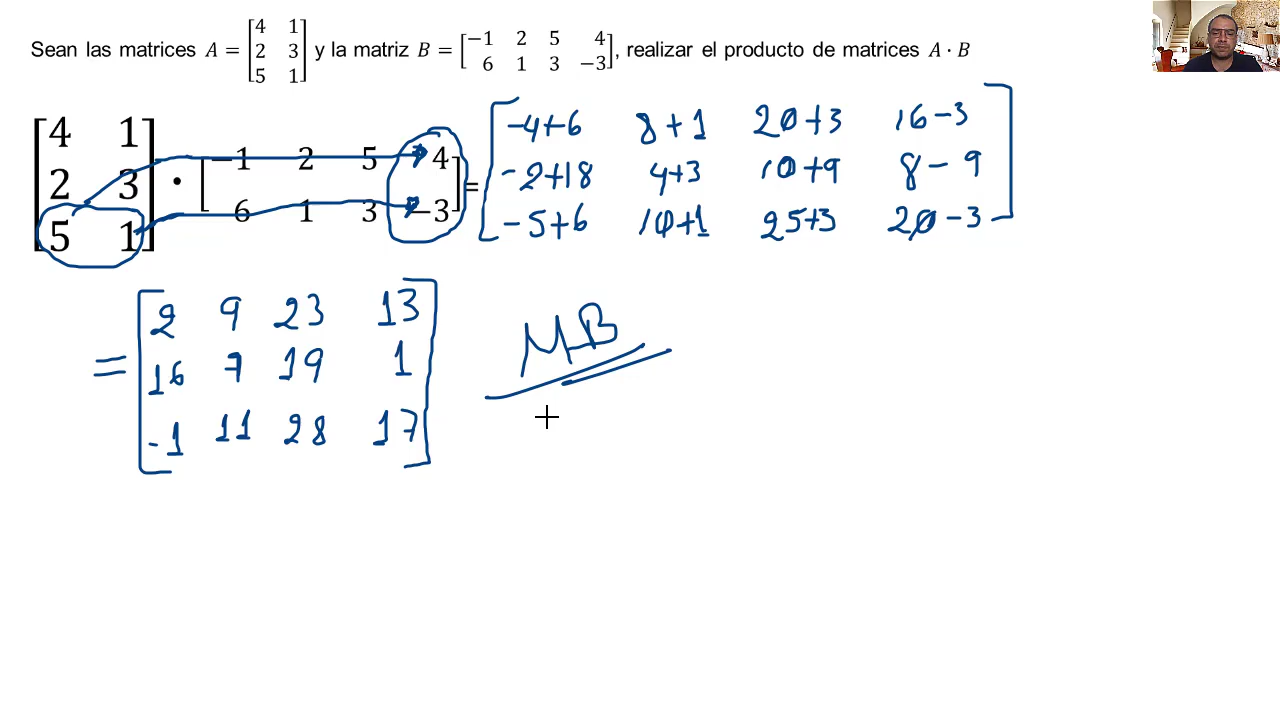 Sean las matrices A = [4 1 2 3 5 1] y la matriz B = [−1 2 5 4 6 1 3 −3], realizar el producto de matrices A · B
[4 1] · [−1 2 5 4] = [-4+6 8+1 20+3 16-3]
[2 3] [6 1 3 −3] [-2+18 4+3 10+9 8-9]
[5 1] [-5+6 10+1 25+3 20-3]
= [2 9 23 13]
[16 7 19 1]
[-1 11 28 17]
MB